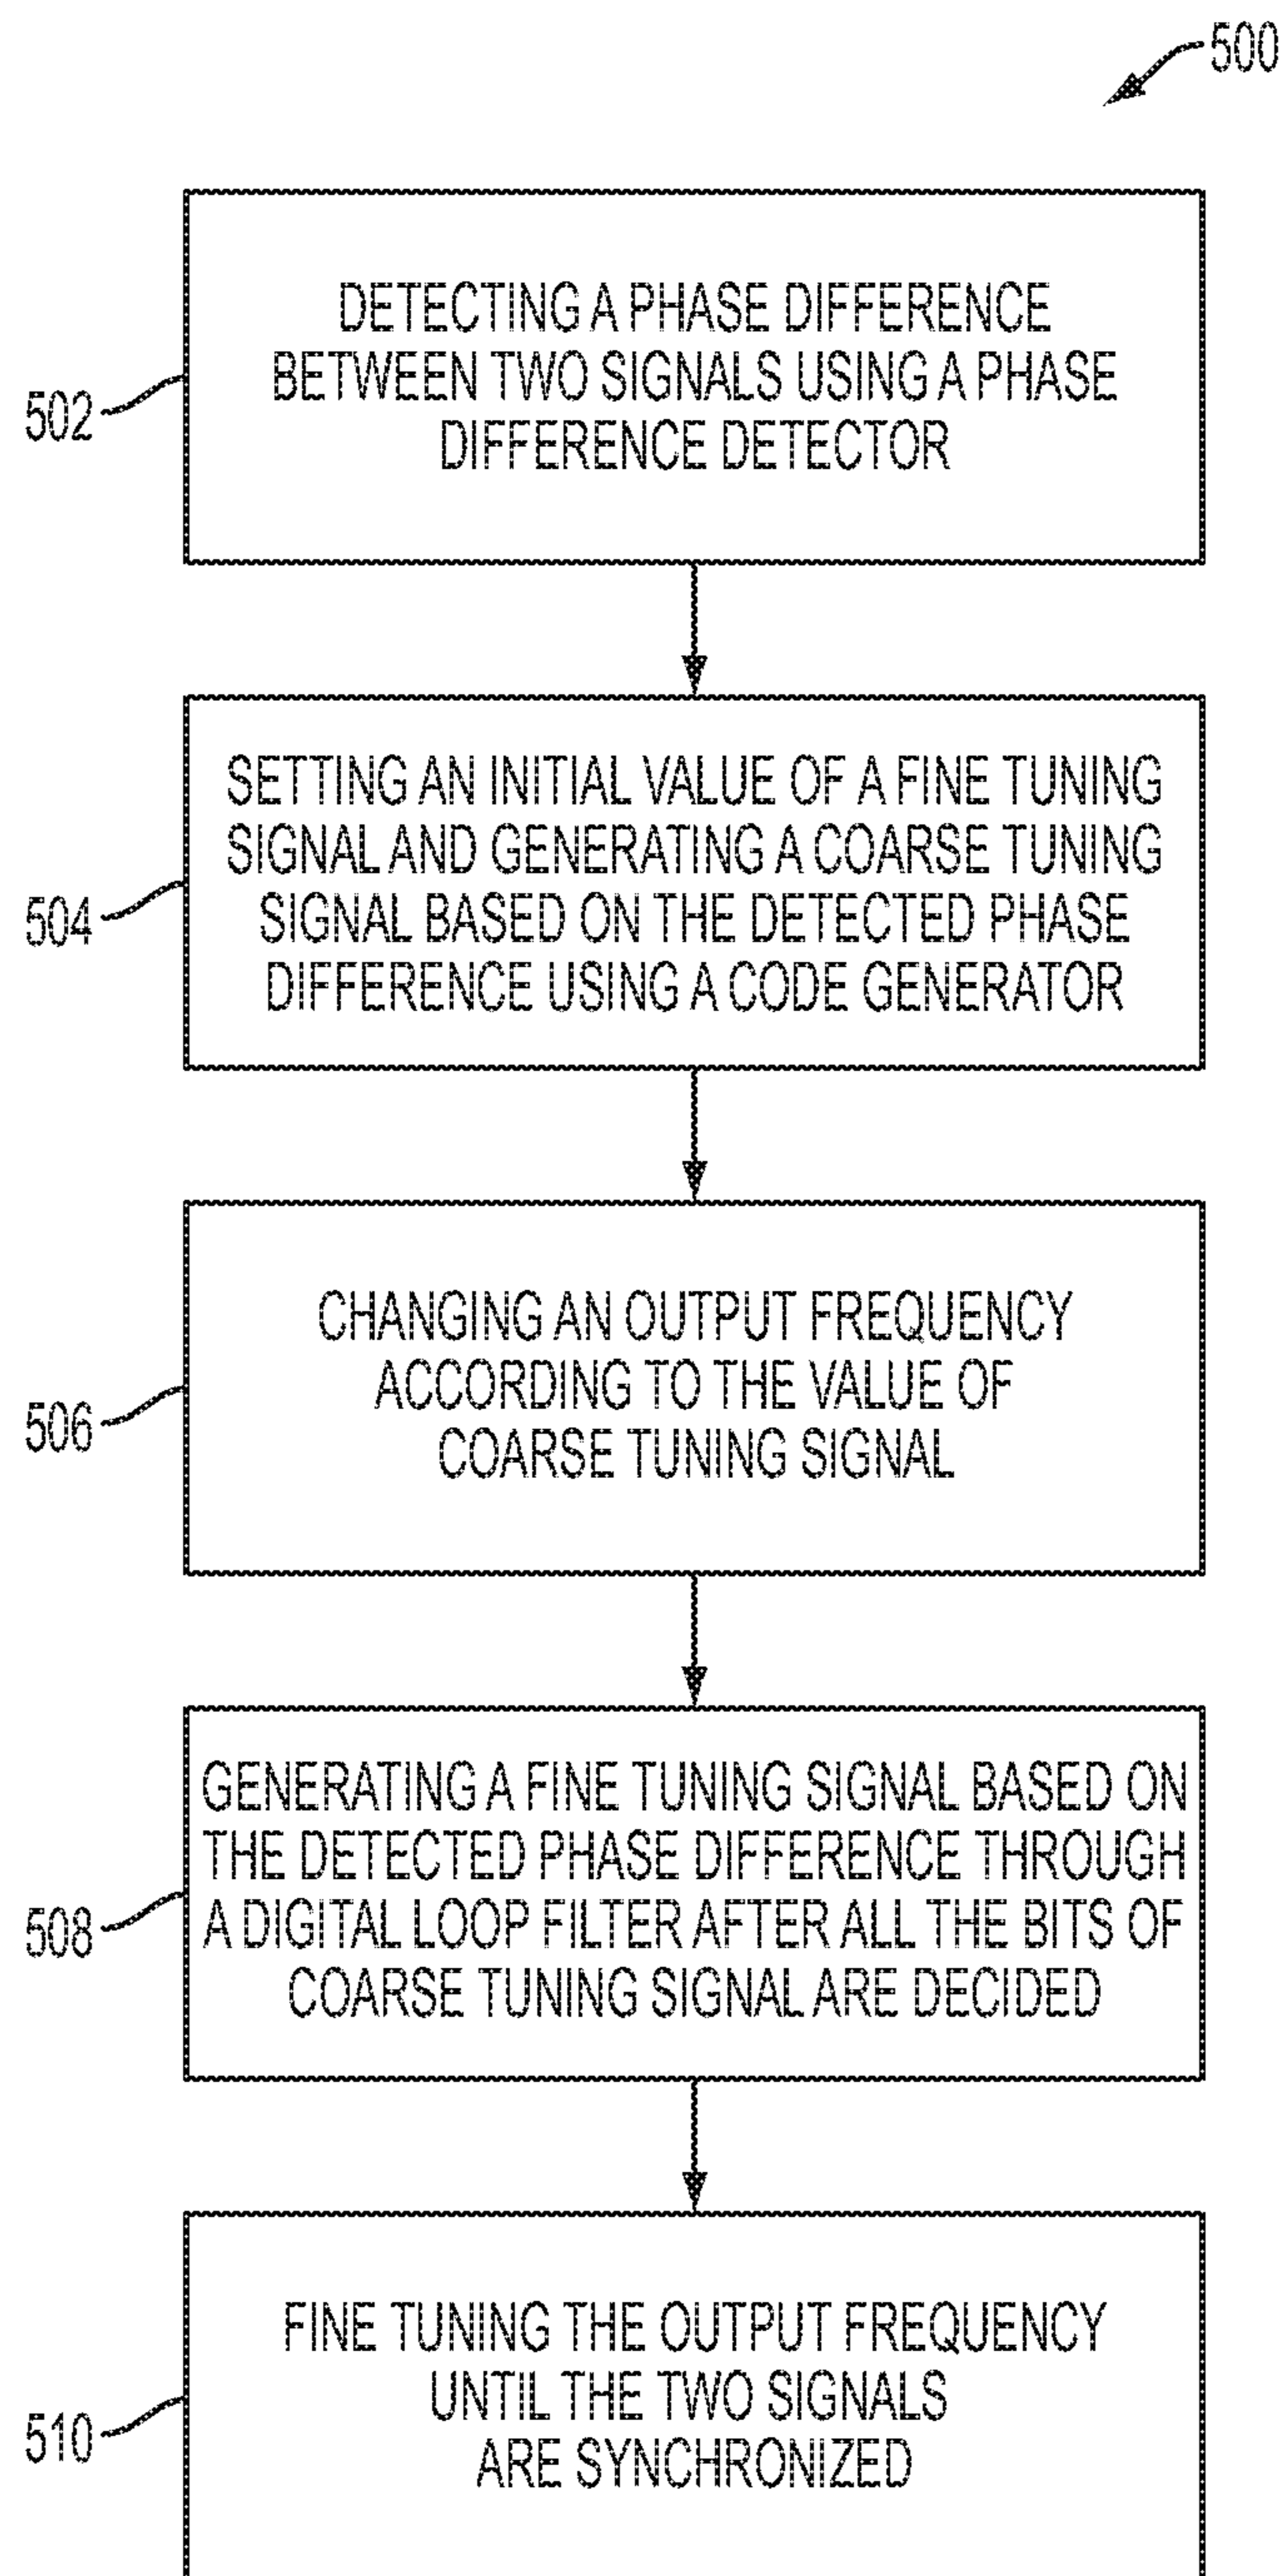 500
DETECTING A PHASE DIFFERENCE
BETWEEN TWO SIGNALS USING A PHASE
DIFFERENCE DETECTOR
502
SETTING AN INITIAL VALUE OF A FINE TUNING
SIGNAL AND GENERATING A COARSE TUNING
SIGNAL BASED ON THE DETECTED PHASE
DIFFERENCE USING A CODE GENERATOR
504
CHANGING AN OUTPUT FREQUENCY
ACCORDING TO THE VALUE OF
COARSE TUNING SIGNAL
506
GENERATING A FINE TUNING SIGNAL BASED ON
THE DETECTED PHASE DIFFERENCE THROUGH
A DIGITAL LOOP FILTER AFTER ALL THE BITS OF
COARSE TUNING SIGNAL ARE DECIDED
508
FINE TUNING THE OUTPUT FREQUENCY
UNTIL THE TWO SIGNALS
ARE SYNCHRONIZED
510